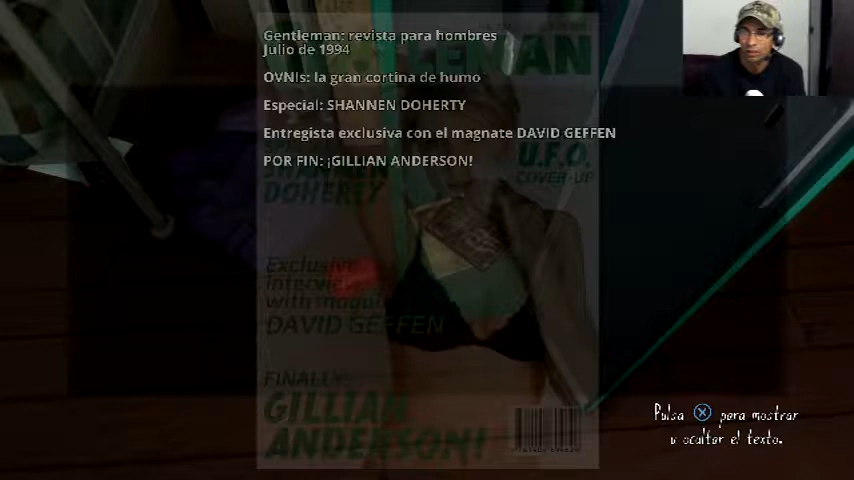 Gentleman: revista para hombres
Julio de 1994
OVNIs: la gran cortina de humo
Especial: SHANNEN DOHERTY
Entregista exclusiva con el magnate DAVID GEFFEN
POR FIN: ¡GILLIAN ANDERSON!
U.F.O.
COVER-UP
SHANNEN
DOHERTY
Exclusive
interview
with mogul
DAVID GEFFEN
FINALLY:
GILLIAN
ANDERSON!
Pulsa para mostrar
u ocultar el texto.